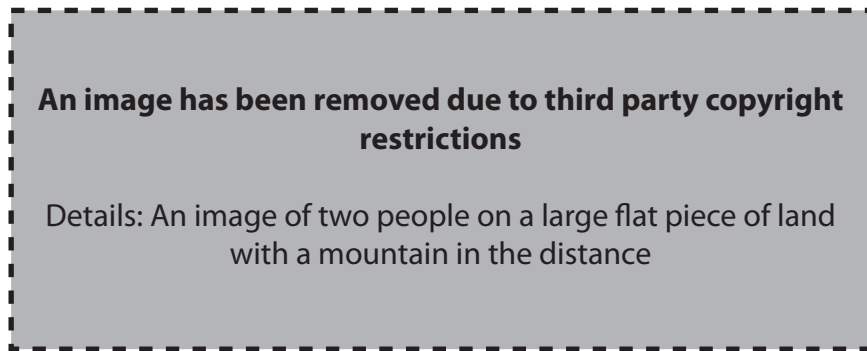 An image has been removed due to third party copyright
restrictions
Details: An image of two people on a large flat piece of land
with a mountain in the distance